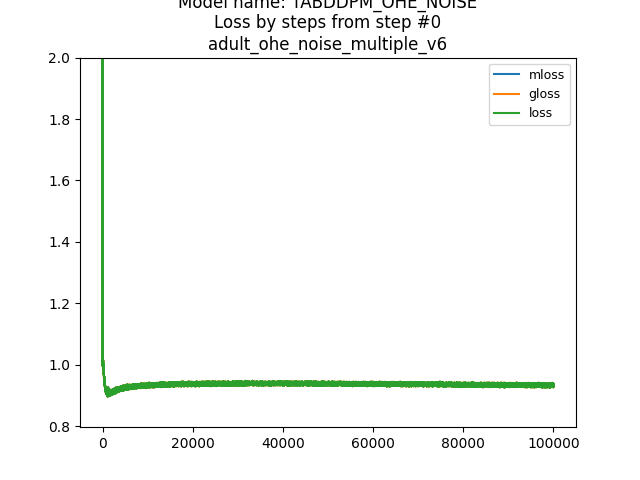 Model name: TABDDPM_OHE_NOISE
Loss by steps from step #0
adult_ohe_noise_multiple_v6
2.0
1.8
1.6
1.4
1.2
1.0
0.8
mloss
gloss
loss
0
20000
40000
60000
80000
100000